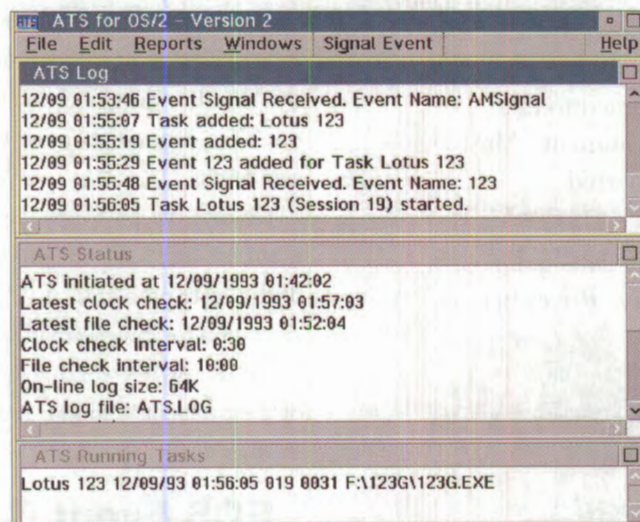 ATS for OS/2 - Version 2
File Edit Reports Windows Signal Event Help
ATS Log
12/09 01:53:46 Event Signal Received. Event Name: AMSignal
12/09 01:55:07 Task added: Lotus 123
12/09 01:55:19 Event added: 123
12/09 01:55:29 Event 123 added for Task Lotus 123
12/09 01:55:48 Event Signal Received. Event Name: 123
12/09 01:56:05 Task Lotus 123 (Session 19) started.
ATS Status
ATS initiated at 12/09/1993 01:42:02
Latest clock check: 12/09/1993 01:57:03
Latest file check: 12/09/1993 01:52:04
Clock check interval: 0:30
File check interval: 10:00
On-line log size: 64K
ATS log file: ATS.LOG
ATS Running Tasks
Lotus 123 12/09/93 01:56:05 019 0031 F:\123G\123G.EXE